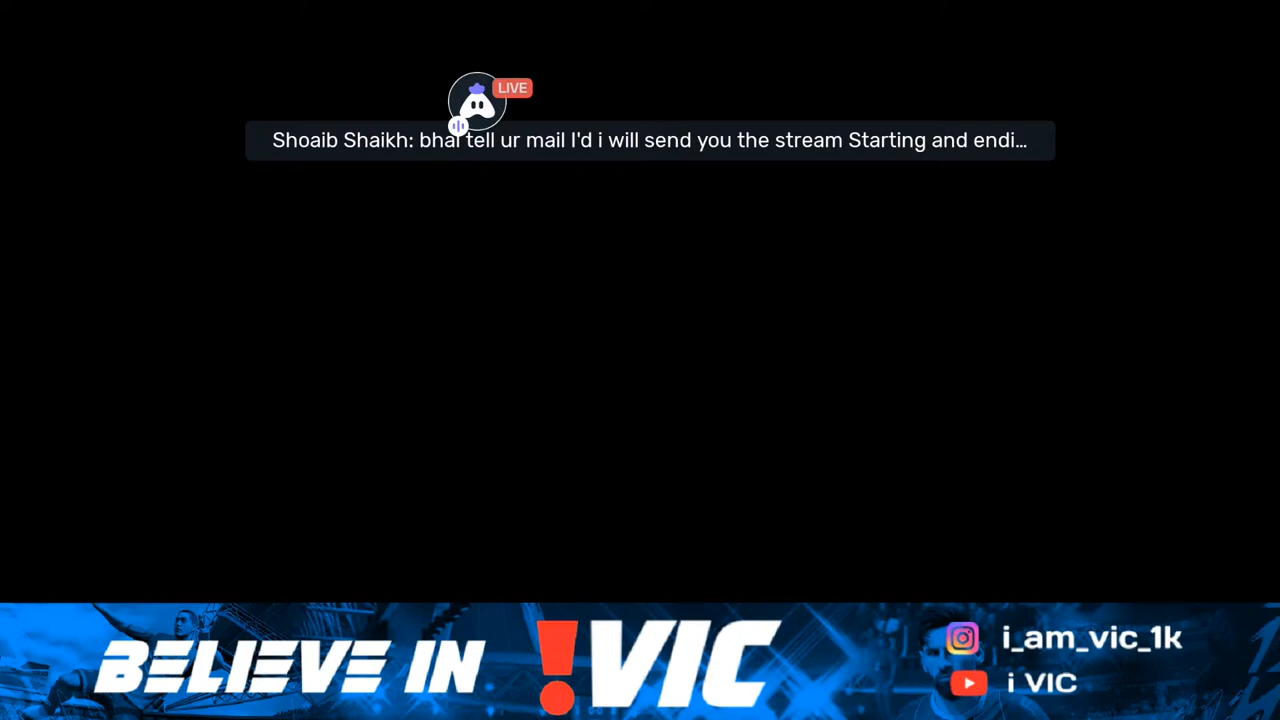 LIVE
Shoaib Shaikh: bhai tell ur mail I'd i will send you the stream Starting and endi...
BELIEVE IN !VIC
i_am_vic_1k
i VIC